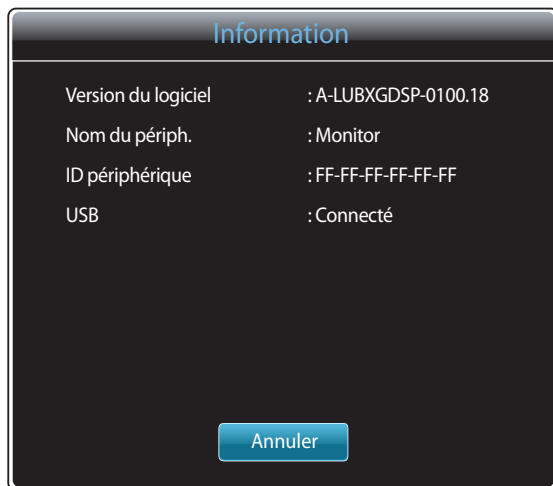 Information
Version du logiciel : A-LUBXGDSP-0100.18
Nom du périph. : Monitor
ID périphérique : FF-FF-FF-FF-FF-FF
USB : Connecté
Annuler